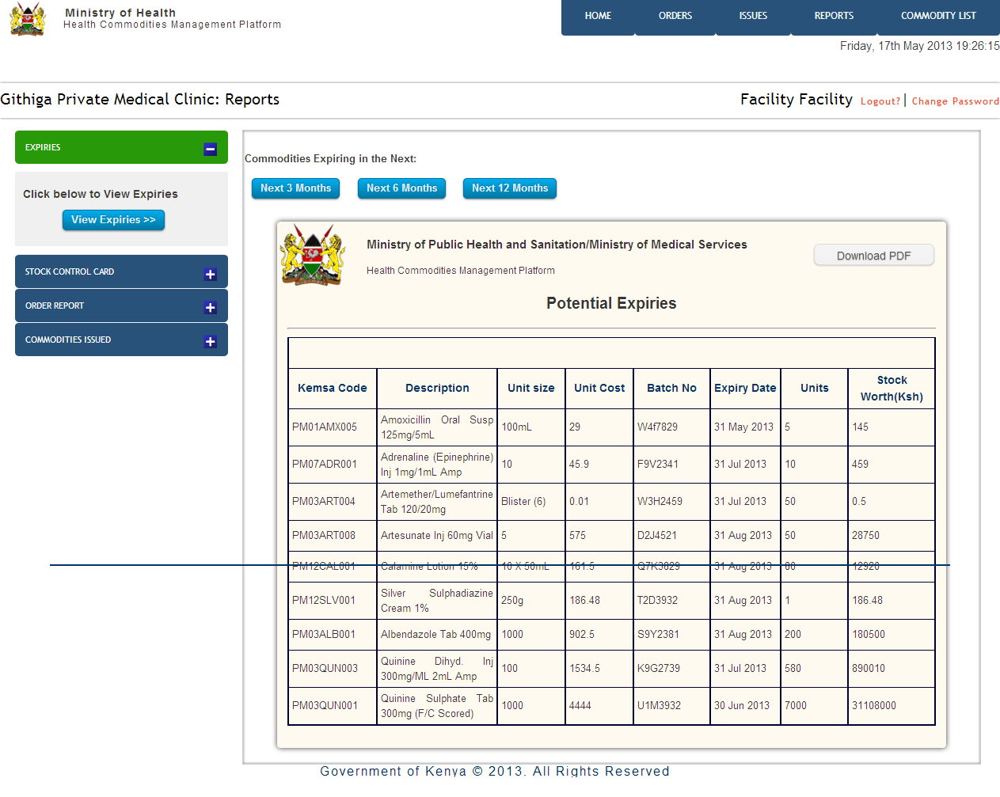 Ministry of Health
Health Commodities Management Platform
HOME ORDERS ISSUES REPORTS COMMODITY LIST
Friday, 17th May 2013 19:26:15
Githiga Private Medical Clinic: Reports
Facility Facility Logout? | Change Password
EXPIRIES
Click below to View Expiries
View Expiries >>
STOCK CONTROL CARD
ORDER REPORT
COMMODITIES ISSUED
Commodities Expiring in the Next:
Next 3 Months Next 6 Months Next 12 Months
Ministry of Public Health and Sanitation/Ministry of Medical Services
Health Commodities Management Platform
Download PDF
Potential Expiries
Kemsa Code Description Unit size Unit Cost Batch No Expiry Date Units Stock
Worth(Ksh)
PM01AMX005 Amoxicillin Oral Susp
125mg/5mL 100mL 29 W4f7829 31 May 2013 5 145
PM07ADR001 Adrenaline (Epinephrine)
Inj 1mg/1mL Amp 10 45.9 F9V2341 31 Jul 2013 10 459
PM03ART004 Artemether/Lumefantrine
Tab 120/20mg Blister (6) 0.01 W3H2459 31 Jul 2013 50 0.5
PM03ART008 Artesunate Inj 60mg Vial 5 575 D2J4521 31 Aug 2013 50 28750
PM12CAL001 Calamine Lotion 15% 10 X 50mL 161.5 Q7K3829 31 Aug 2013 80 12920
PM12SLV001 Silver Sulphadiazine
Cream 1% 250g 186.48 T2D3932 31 Aug 2013 1 186.48
PM03ALB001 Albendazole Tab 400mg 1000 902.5 S9Y2381 31 Aug 2013 200 180500
PM03QUN003 Quinine Dihyd. Inj
300mg/ML 2mL Amp 100 1534.5 K9G2739 31 Jul 2013 580 890010
PM03QUN001 Quinine Sulphate Tab
300mg (F/C Scored) 1000 4444 U1M3932 30 Jun 2013 7000 31108000
Government of Kenya © 2013. All Rights Reserved